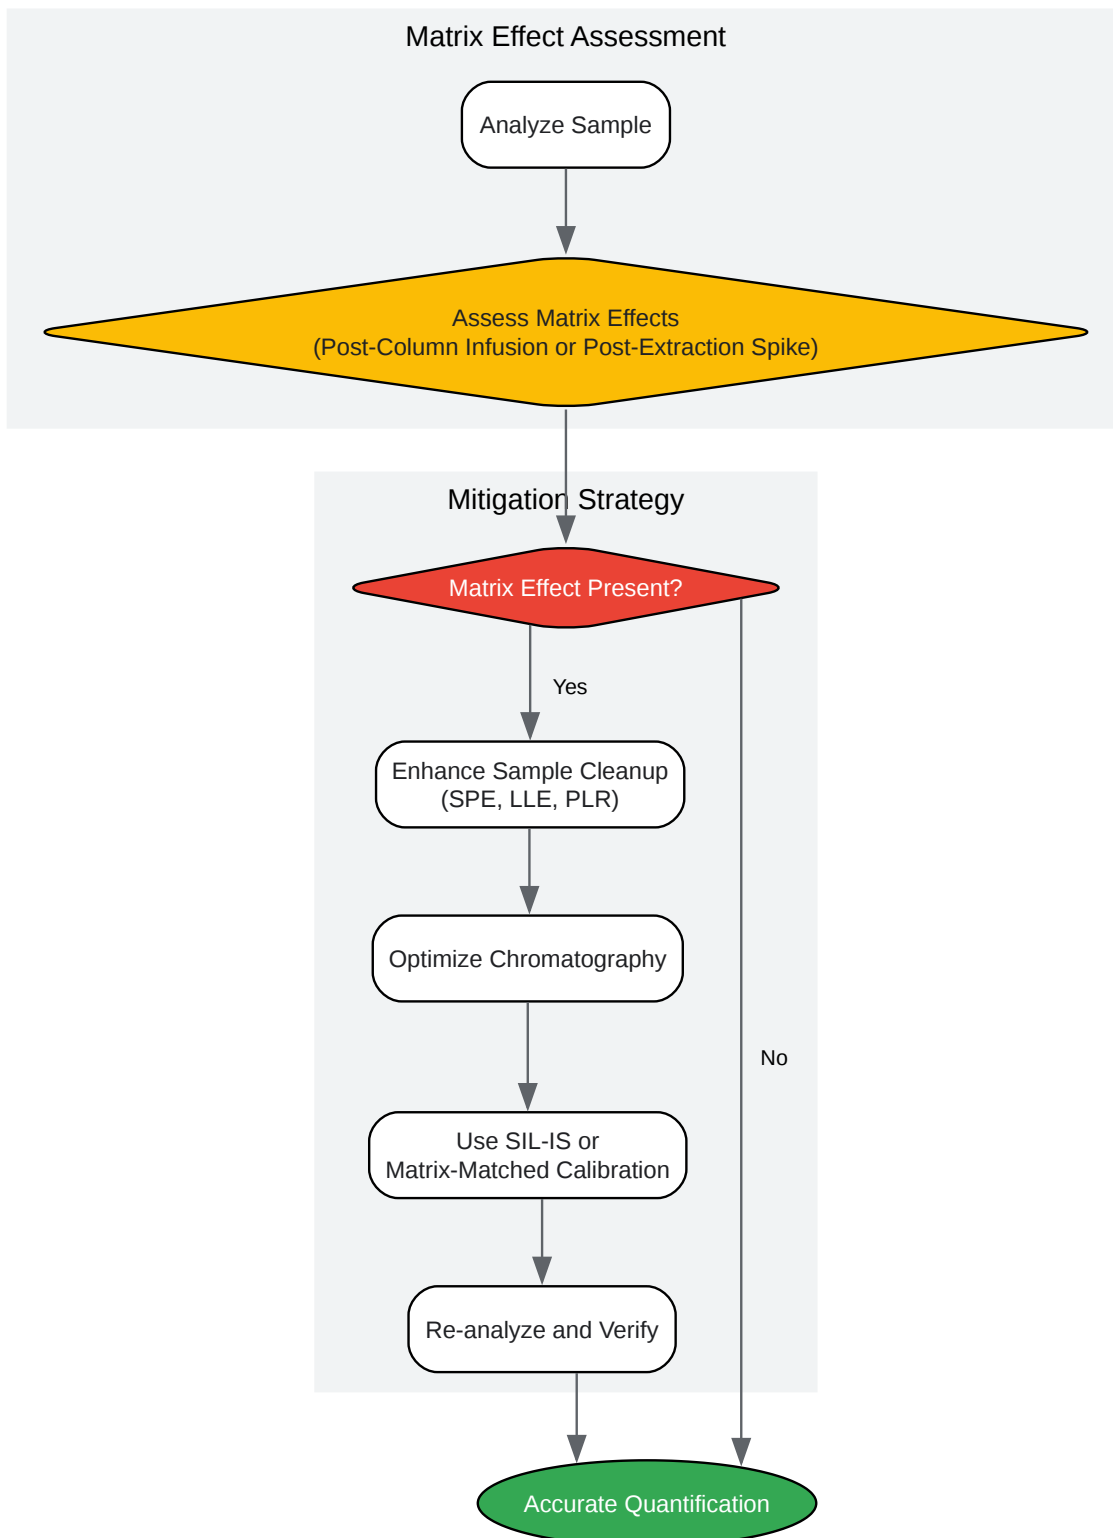 Matrix Effect Assessment
Analyze Sample
Assess Matrix Effects
(Post-Column Infusion or Post-Extraction Spike)
Mitigation Strategy
Matrix Effect Present?
Yes
Enhance Sample Cleanup
(SPE, LLE, PLR)
Optimize Chromatography
No
Use SIL-IS or
Matrix-Matched Calibration
Re-analyze and Verify
Accurate Quantification